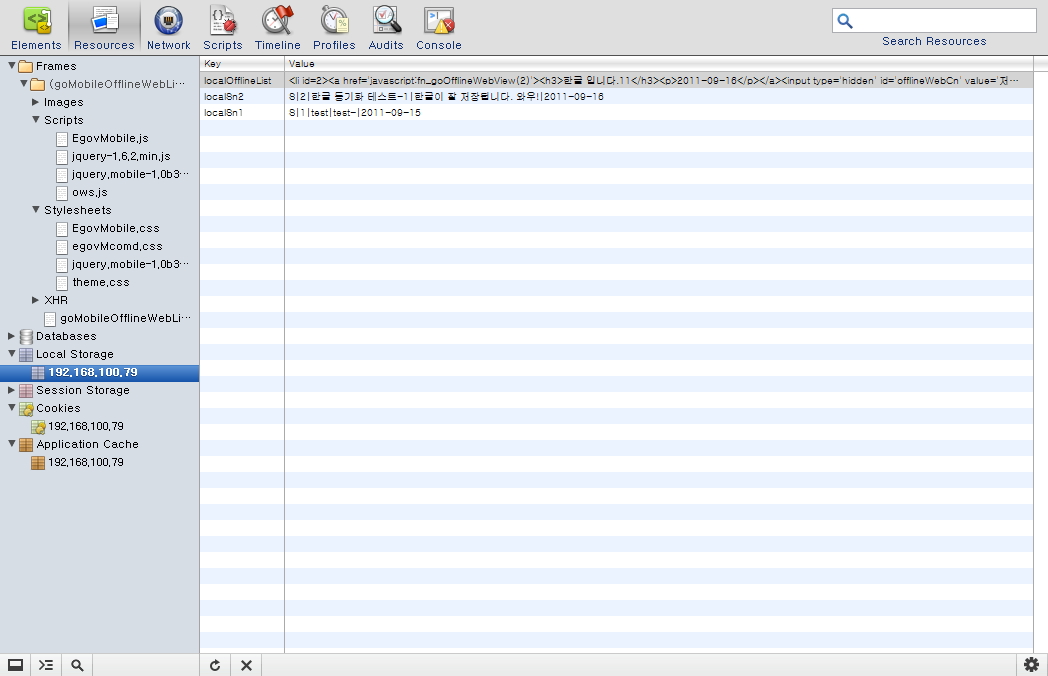 Elements
Resources
Network
Scripts
Timeline
Profiles
Audits
Console
Search Resources
Frames
(goMobileOfflineWebLi…
Images
Scripts
EgovMobile.js
jquery-1.6.2.min.js
jquery.mobile-1.0b3…
ows.js
Stylesheets
EgovMobile.css
egovMcomd.css
jquery.mobile-1.0b3…
theme.css
XHR
goMobileOfflineWebLi…
Databases
Local Storage
192.168.100.79
Session Storage
Cookies
192.168.100.79
Application Cache
192.168.100.79
Key Value
localOfflineList <li id=2><a href='javascript:fn_goOfflineWebView(2)'><h3>한글 입니다.11</h3><p>2011-09-16</p></a><input type='hidden' id='offlineWebCn' value='저…
localSn2 S|2|한글 동기화 테스트-1|한글이 잘 저장됩니다. 와우!|2011-09-16
localSn1 S|1|test|test-|2011-09-15